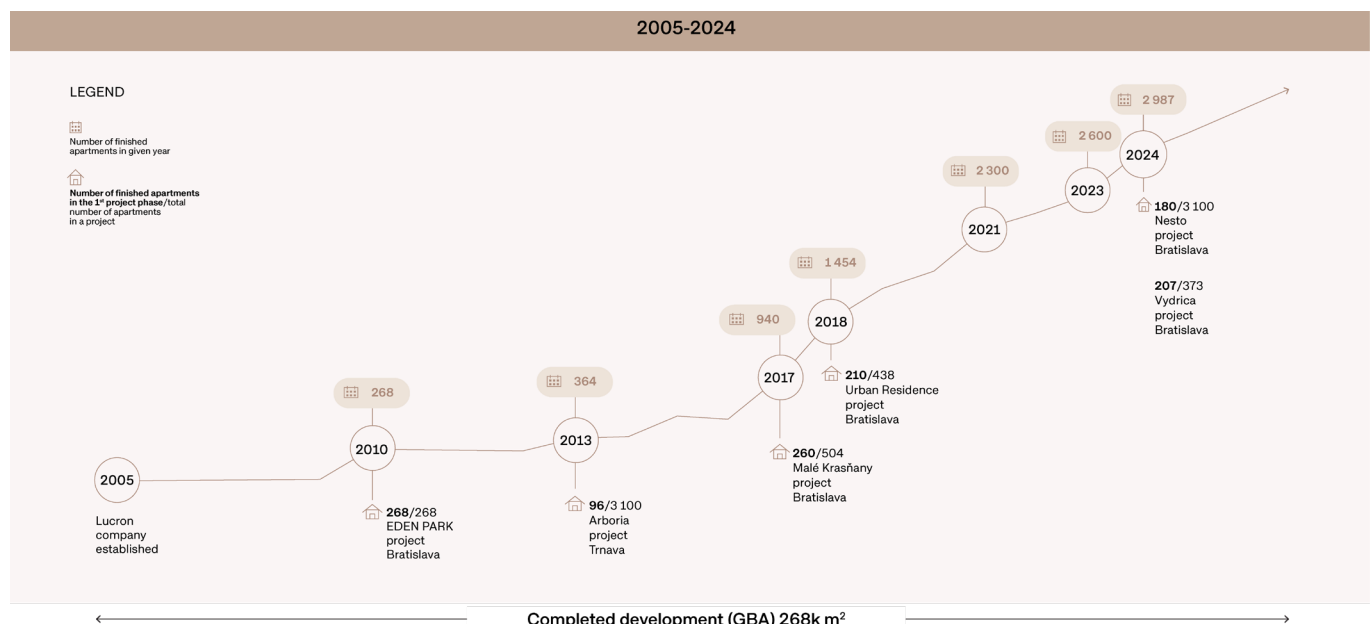 2005-2024
LEGEND
Number of finished
apartments in given year
Number of finished apartments
in the 1st project phase/total
number of apartments
in a project
2005
Lucron
company
established
268
2010
268/268
EDEN PARK
project
Bratislava
364
2013
96/3 100
Arboria
project
Trnava
940
2017
260/504
Malé Krasňany
project
Bratislava
1 454
2018
210/438
Urban Residence
project
Bratislava
2 300
2021
2 600
2023
2 987
2024
180/3 100
Nesto
project
Bratislava
207/373
Vydrica
project
Bratislava
Completed development (GBA) 268k m²